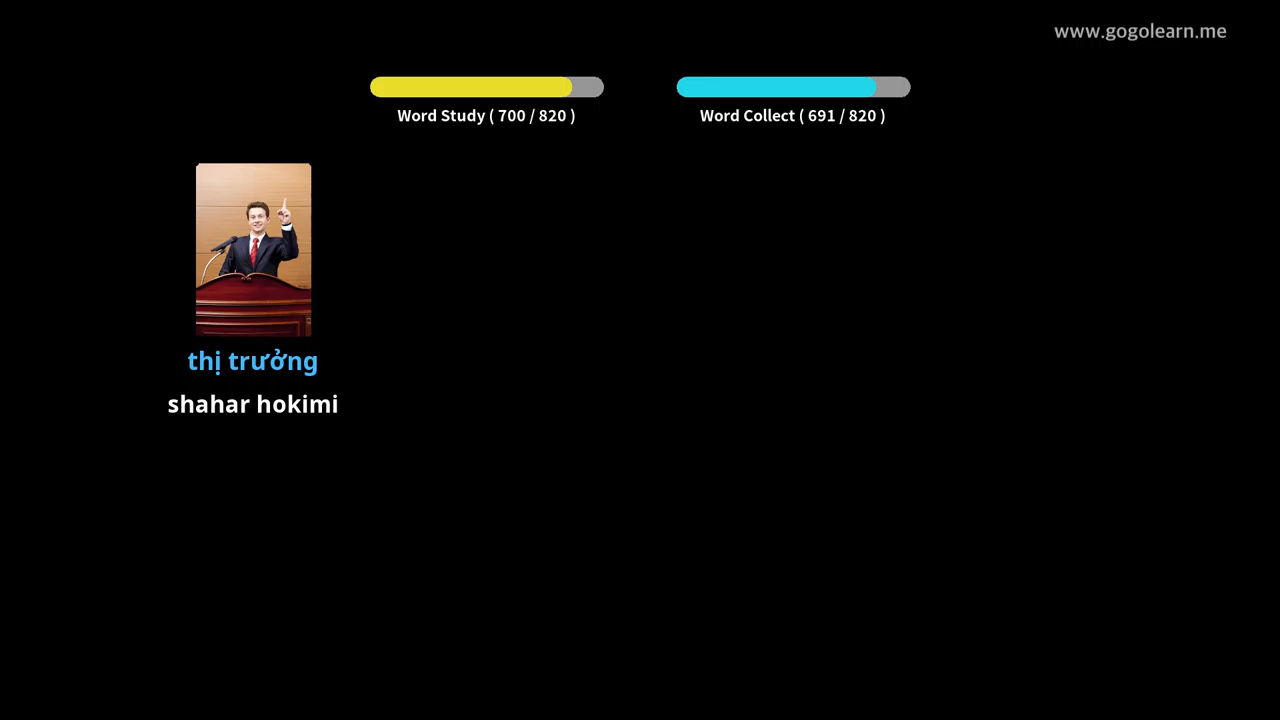 www.gogolearn.me
Word Study ( 700 / 820 )
Word Collect ( 691 / 820 )
thị trưởng
shahar hokimi